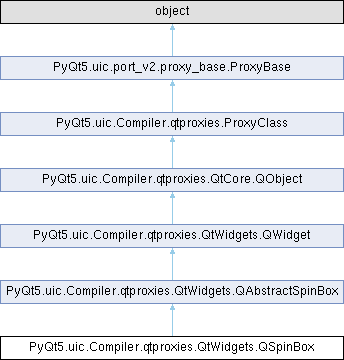 object
PyQt5.uic.port_v2.proxy_base.ProxyBase
PyQt5.uic.Compiler.qtproxies.ProxyClass
PyQt5.uic.Compiler.qtproxies.QtCore.QObject
PyQt5.uic.Compiler.qtproxies.QtWidgets.QWidget
PyQt5.uic.Compiler.qtproxies.QtWidgets.QAbstractSpinBox
PyQt5.uic.Compiler.qtproxies.QtWidgets.QSpinBox